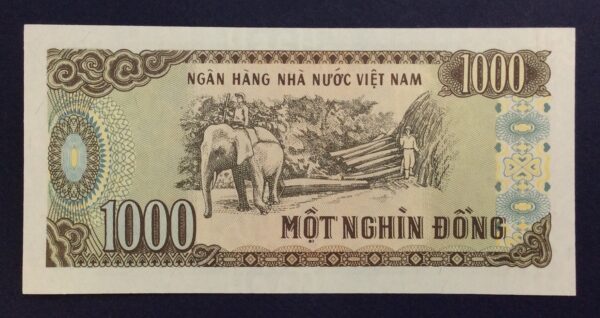 NGÂN HÀNG NHÀ NƯỚC VIỆT NAM
1000
1000
MỘT NGHÌN ĐỒNG